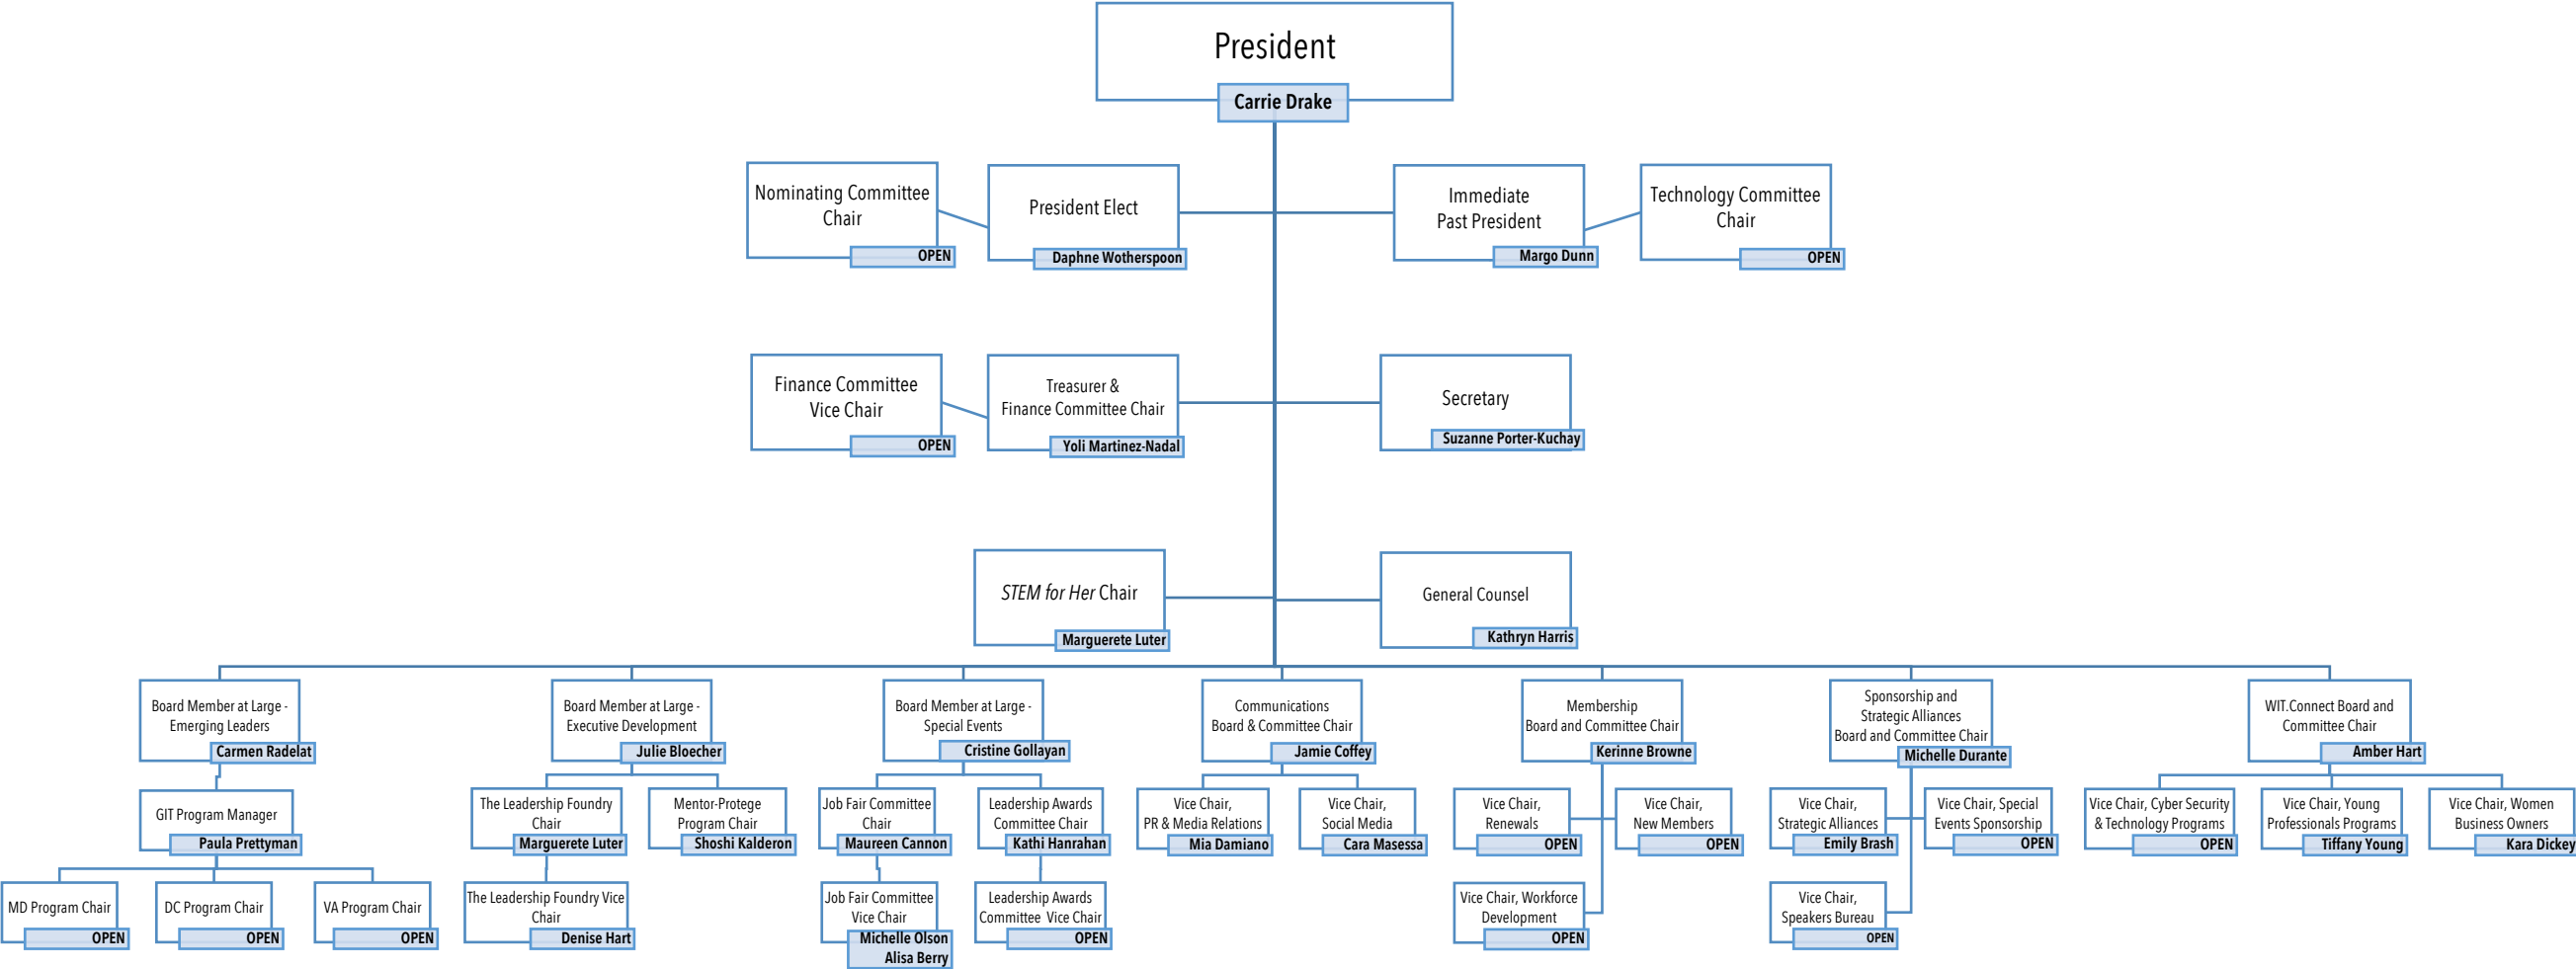 President
Carrie Drake
Nominating Committee
Chair
OPEN
President Elect
Daphne Wotherspoon
Immediate
Past President
Margo Dunn
Technology Committee
Chair
OPEN
Finance Committee
Vice Chair
OPEN
Treasurer &
Finance Committee Chair
Yoli Martinez-Nadal
Secretary
Suzanne Porter-Kuchay
STEM for Her Chair
Marguerete Luter
General Counsel
Kathryn Harris
Board Member at Large -
Emerging Leaders
Carmen Radelat
Board Member at Large -
Executive Development
Julie Bloecher
Board Member at Large -
Special Events
Cristine Gollayan
Communications
Board & Committee Chair
Jamie Coffey
Membership
Board and Committee Chair
Kerinne Browne
Sponsorship and
Strategic Alliances
Board and Committee Chair
Michelle Durante
WIT.Connect Board and
Committee Chair
Amber Hart
GIT Program Manager
Paula Prettyman
The Leadership Foundry
Chair
Marguerete Luter
Mentor-Protege
Program Chair
Shoshi Kalderon
Job Fair Committee
Chair
Maureen Cannon
Leadership Awards
Committee Chair
Kathi Hanrahan
Vice Chair,
PR & Media Relations
Mia Damiano
Vice Chair,
Social Media
Cara Masessa
Vice Chair,
Renewals
OPEN
Vice Chair,
New Members
OPEN
Vice Chair,
Strategic Alliances
Emily Brash
Vice Chair, Special
Events Sponsorship
OPEN
Vice Chair, Cyber Security
& Technology Programs
OPEN
Vice Chair, Young
Professionals Programs
Tiffany Young
Vice Chair, Women
Business Owners
Kara Dickey
MD Program Chair
OPEN
DC Program Chair
OPEN
VA Program Chair
OPEN
The Leadership Foundry Vice
Chair
Denise Hart
Job Fair Committee
Vice Chair
Michelle Olson
Alisa Berry
Leadership Awards
Committee Vice Chair
OPEN
Vice Chair, Workforce
Development
OPEN
Vice Chair,
Speakers Bureau
OPEN